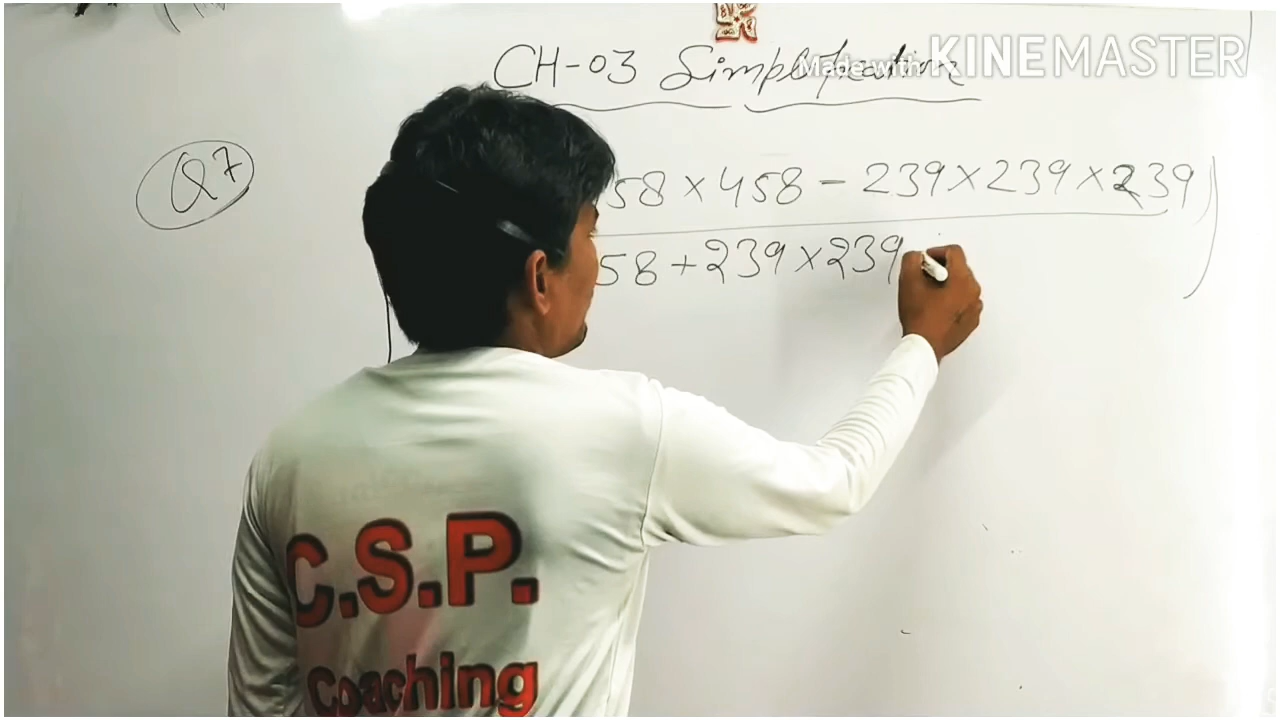 CH-03 Simplification
Made with KINEMASTER
Q7
58 × 458 - 239 × 239 × 239)
58 + 239 × 239
C.S.P.
Coaching